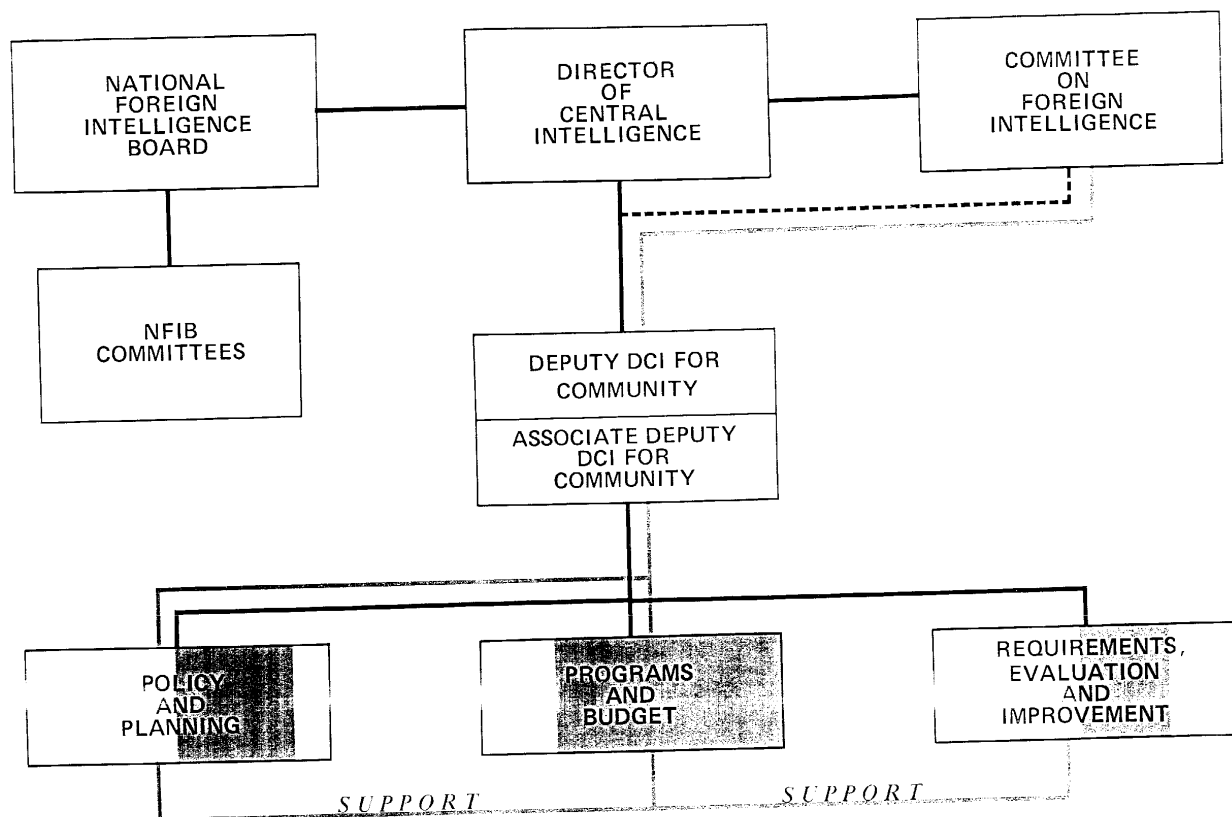 NATIONAL
FOREIGN
INTELLIGENCE
BOARD
DIRECTOR
OF
CENTRAL
INTELLIGENCE
COMMITTEE
ON
FOREIGN
INTELLIGENCE
NFIB
COMMITTEES
DEPUTY DCI FOR
COMMUNITY
ASSOCIATE DEPUTY
DCI FOR
COMMUNITY
POLICY
AND
PLANNING
PROGRAMS
AND
BUDGET
REQUIREMENTS,
EVALUATION
AND
IMPROVEMENT
SUPPORT
SUPPORT